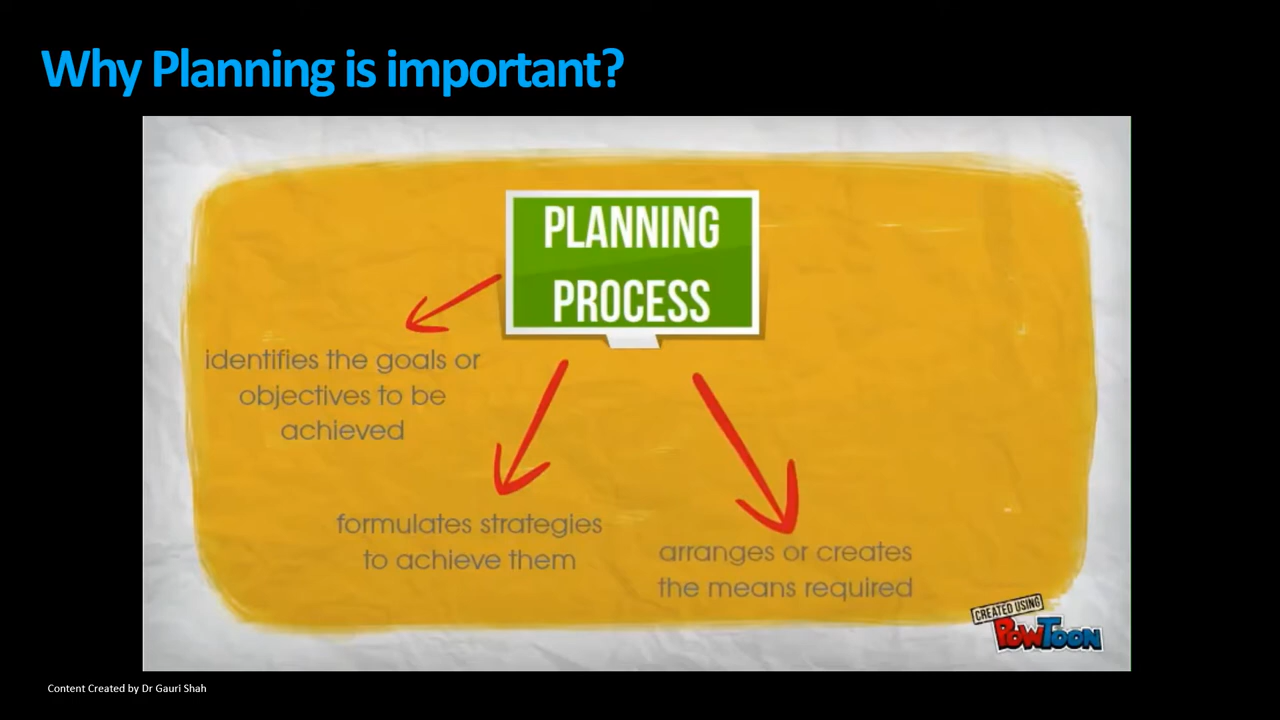 Why Planning is important?
PLANNING
PROCESS
identifies the goals or
objectives to be
achieved
formulates strategies
to achieve them
arranges or creates
the means required
CREATED USING
POWTOON
Content Created by Dr Gauri Shah